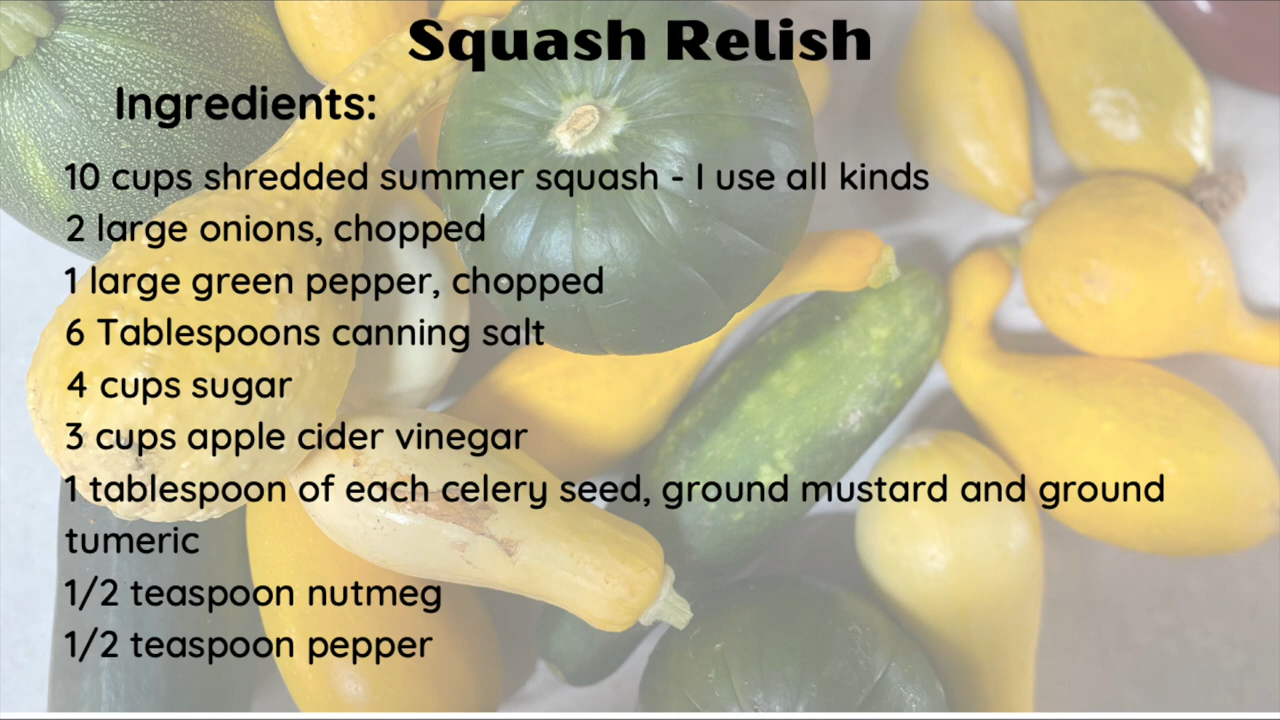 Squash Relish
Ingredients:
10 cups shredded summer squash - I use all kinds
2 large onions, chopped
1 large green pepper, chopped
6 Tablespoons canning salt
4 cups sugar
3 cups apple cider vinegar
1 tablespoon of each celery seed, ground mustard and ground
tumeric
1/2 teaspoon nutmeg
1/2 teaspoon pepper